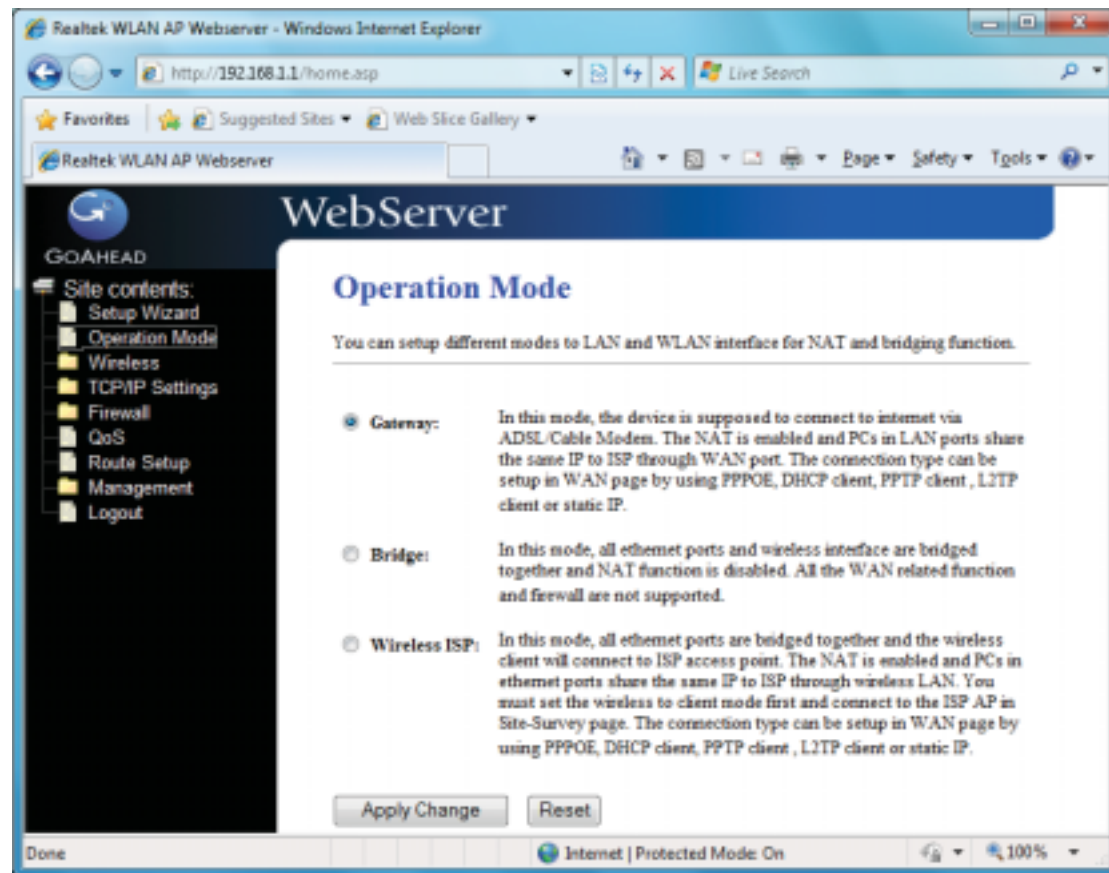 Realtek WLAN AP Webserver - Windows Internet Explorer
http://192.168.1.1/home.asp
Live Search
Favorites
Suggested Sites
Web Slice Gallery
Realtek WLAN AP Webserver
Page
Safety
Tools
GOAHEAD
WebServer
Site contents:
Setup Wizard
Operation Mode
Wireless
TCP/IP Settings
Firewall
QoS
Route Setup
Management
Logout
Operation Mode
You can setup different modes to LAN and WLAN interface for NAT and bridging function.
Gateway:
In this mode, the device is supposed to connect to internet via
ADSL/Cable Modem. The NAT is enabled and PCs in LAN ports share
the same IP to ISP through WAN port. The connection type can be
setup in WAN page by using PPPOE, DHCP client, PPTP client , L2TP
client or static IP.
Bridge:
In this mode, all ethernet ports and wireless interface are bridged
together and NAT function is disabled. All the WAN related function
and firewall are not supported.
Wireless ISP:
In this mode, all ethernet ports are bridged together and the wireless
client will connect to ISP access point. The NAT is enabled and PCs in
ethernet ports share the same IP to ISP through wireless LAN. You
must set the wireless to client mode first and connect to the ISP AP in
Site-Survey page. The connection type can be setup in WAN page by
using PPPOE, DHCP client, PPTP client , L2TP client or static IP.
Apply Change
Reset
Done
Internet | Protected Mode: On
100%